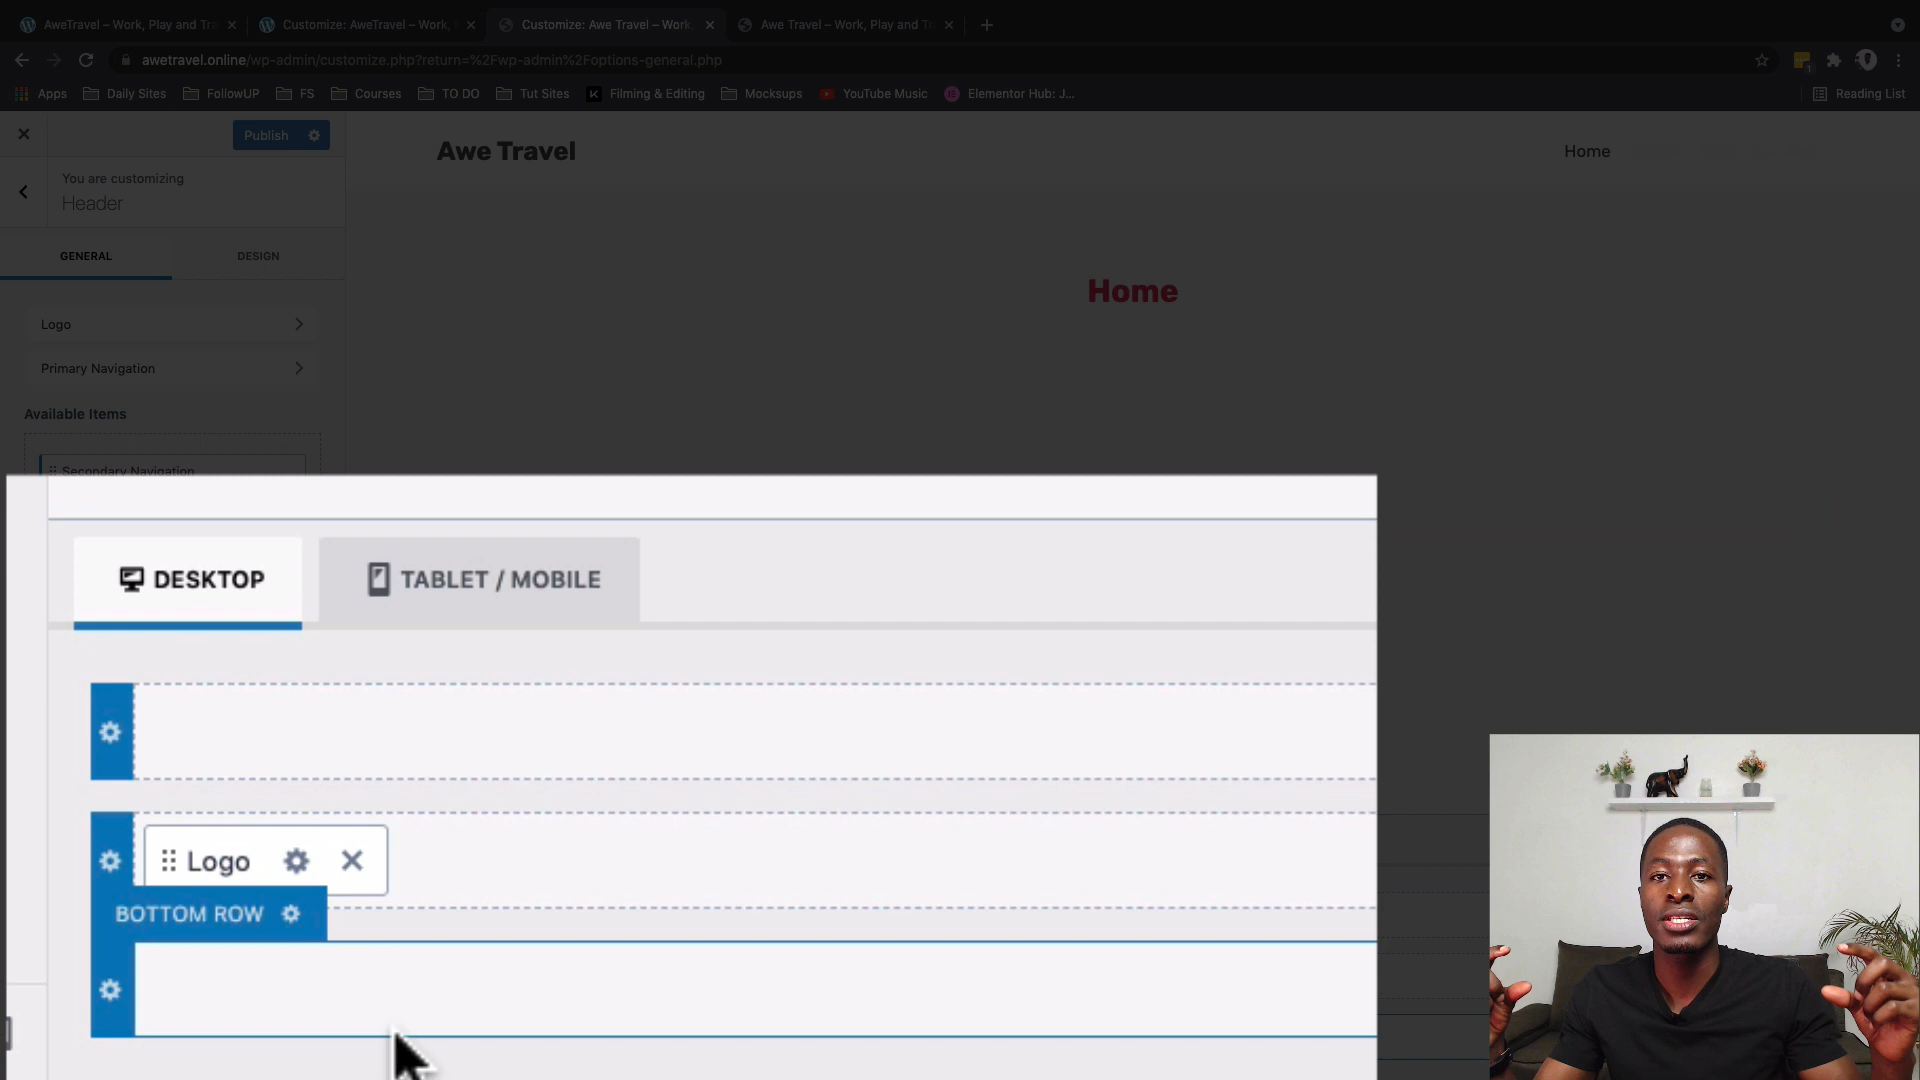 AweTravel – Work, Play and Tra
Customize: AweTravel – Work,
Customize: Awe Travel – Work,
Awe Travel – Work, Play and Tr
awetravel.online/wp-admin/customize.php?return=%2Fwp-admin%2Foptions-general.php
1
Apps
Daily Sites
FollowUP
FS
Courses
TO DO
Tut Sites
Filming & Editing
Mocksups
YouTube Music
Elementor Hub: J...
Reading List
Publish
You are customizing
Header
GENERAL
DESIGN
Logo
Primary Navigation
Available Items
Secondary Navigation
Awe Travel
Home
Home
DESKTOP
TABLET / MOBILE
Logo
BOTTOM ROW